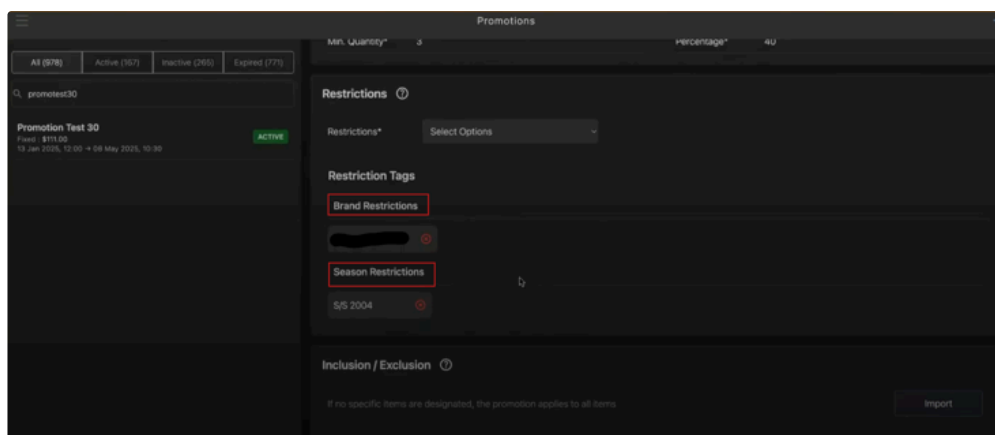 Promotions
Min. Quantity* 3 Percentage* 40
All (978) Active (167) Inactive (265) Expired (771)
promotest30
Promotion Test 30
Fixed : $111.00
13 Jan 2025, 12:00 → 09 May 2025, 10:30
ACTIVE
Restrictions
Restrictions* Select Options
Restriction Tags
Brand Restrictions
Season Restrictions
S/S 2004
Inclusion / Exclusion
If no specific items are designated, the promotion applies to all items
Import